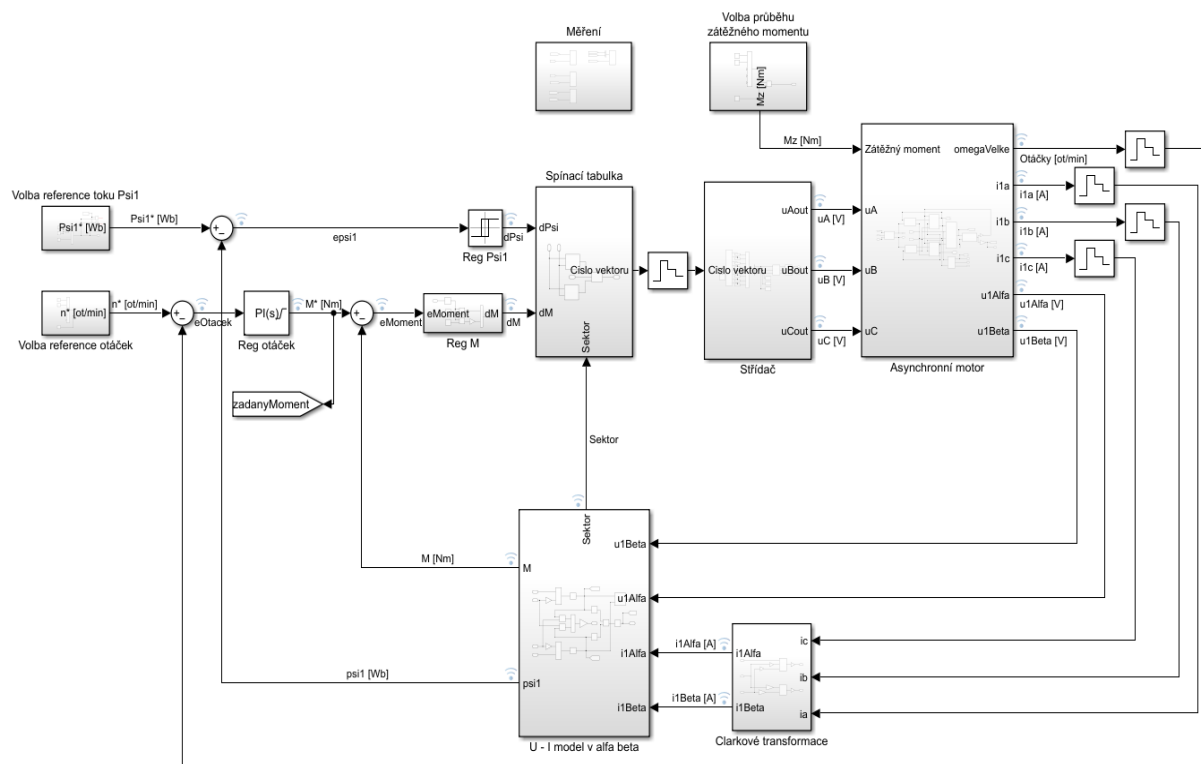 Měření
Volba průběhu
zátěžného momentu
Mz [Nm]
Mz [Nm]
Zátěžný moment
omegaVelke
Otáčky [ot/min]
i1a
i1a [A]
i1b
i1b [A]
i1c
i1c [A]
u1Alfa
u1Alfa [V]
u1Beta
u1Beta [V]
uA
uB
uC
Asynchronní motor
Volba reference toku Psi1
Psi1* [Wb]
Psi1* [Wb]
+
−
epsi1
Reg Psi1
dPsi
Spínací tabulka
dPsi
dM
Cislo vektoru
Sektor
Cislo vektoru
uAout
uBout
uCout
uA [V]
uB [V]
uC [V]
Střídač
n* [ot/min]
n* [ot/min]
Volba reference otáček
+
−
eOtacek
PI(s)
Reg otáček
M* [Nm]
+
−
eMoment
eMoment
dM
dM
Reg M
zadanyMoment
Sektor
Sektor
u1Beta
M
M [Nm]
u1Alfa
i1Alfa
i1Alfa [A]
i1Alfa
psi1
psi1 [Wb]
i1Beta
i1Beta [A]
i1Beta
ic
ib
ia
U - I model v alfa beta
Clarkové transformace